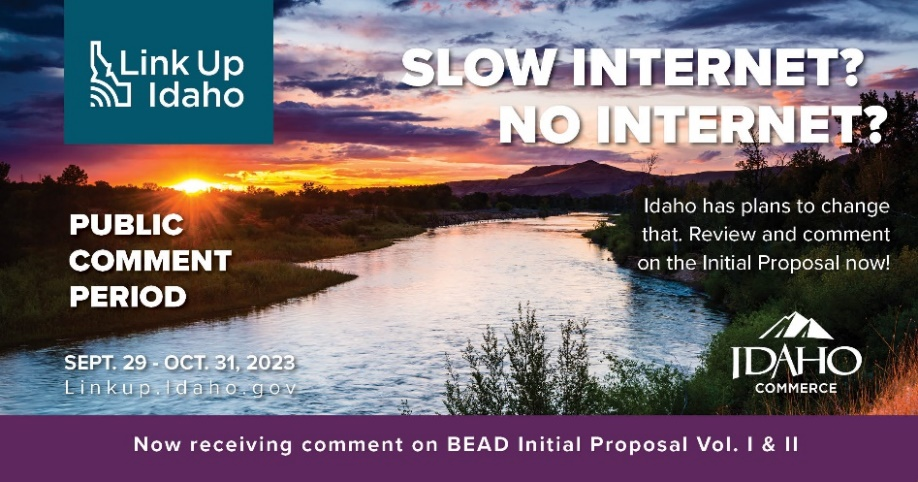 Link Up
Idaho
SLOW INTERNET?
NO INTERNET?
PUBLIC
COMMENT
PERIOD
Idaho has plans to change
that. Review and comment
on the Initial Proposal now!
SEPT. 29 - OCT. 31, 2023
Linkup.Idaho.gov
IDAHO
COMMERCE
Now receiving comment on BEAD Initial Proposal Vol. I & II